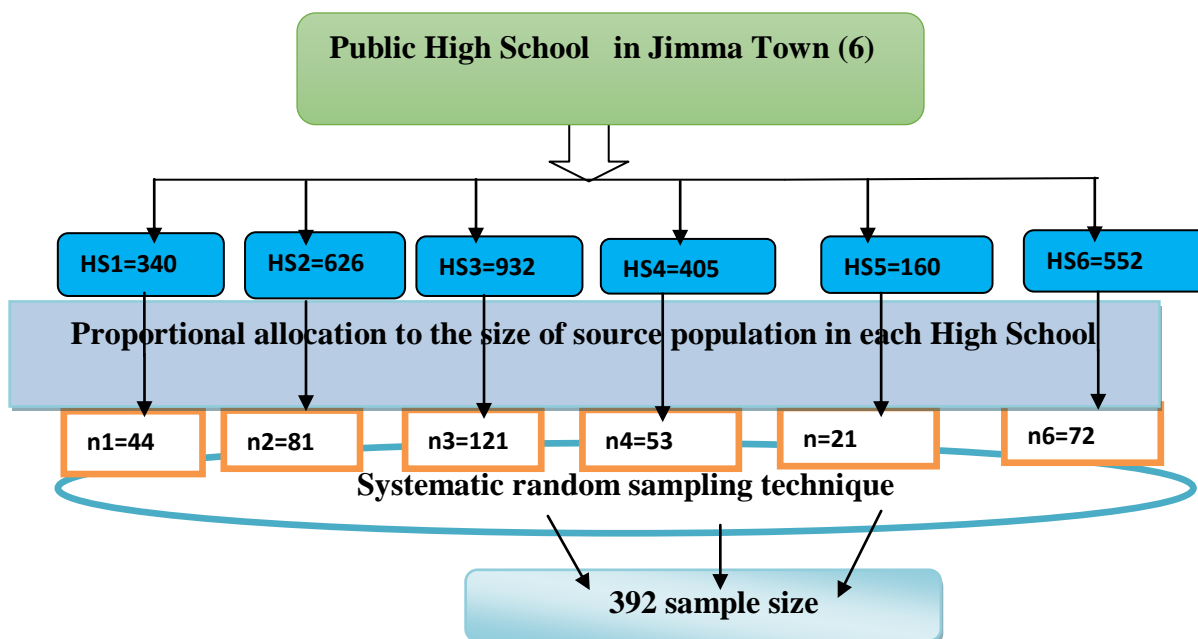 Public High School in Jimma Town (6)
HS1=340
HS2=626
HS3=932
HS4=405
HS5=160
HS6=552
Proportional allocation to the size of source population in each High School
n1=44
n2=81
n3=121
n4=53
n=21
n6=72
Systematic random sampling technique
392 sample size